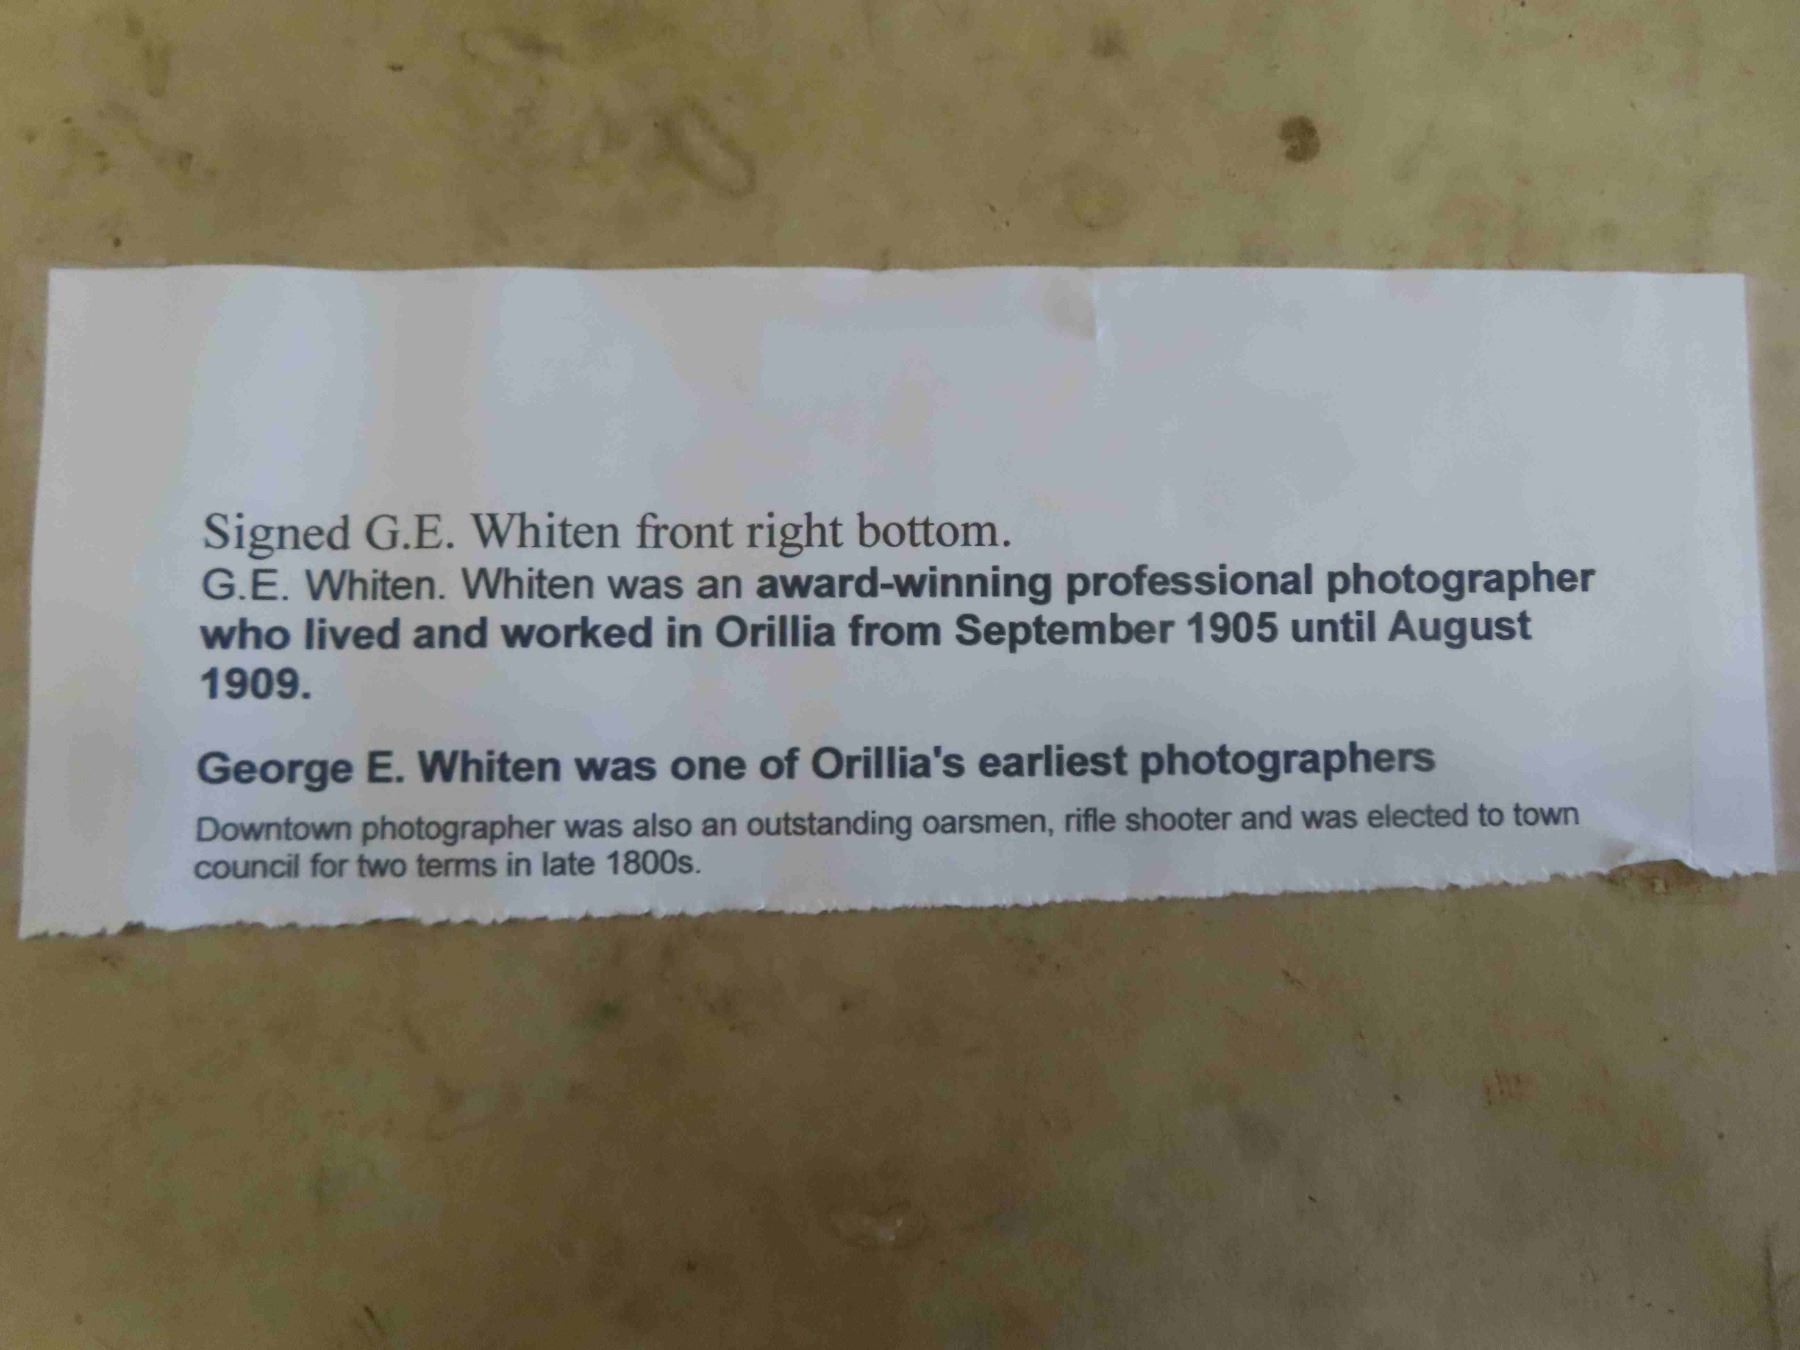 Signed G.E. Whiten front right bottom.
G.E. Whiten. Whiten was an award-winning professional photographer
who lived and worked in Orillia from September 1905 until August
1909.
George E. Whiten was one of Orillia's earliest photographers
Downtown photographer was also an outstanding oarsmen, rifle shooter and was elected to town
council for two terms in late 1800s.